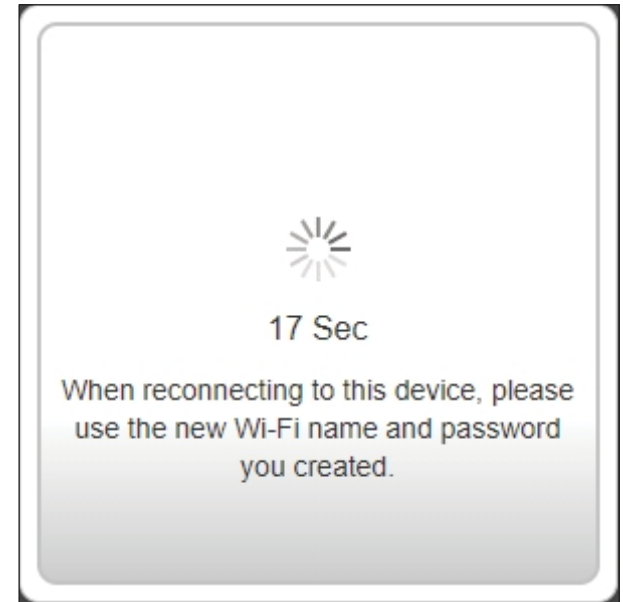 17 Sec
When reconnecting to this device, please
use the new Wi-Fi name and password
you created.